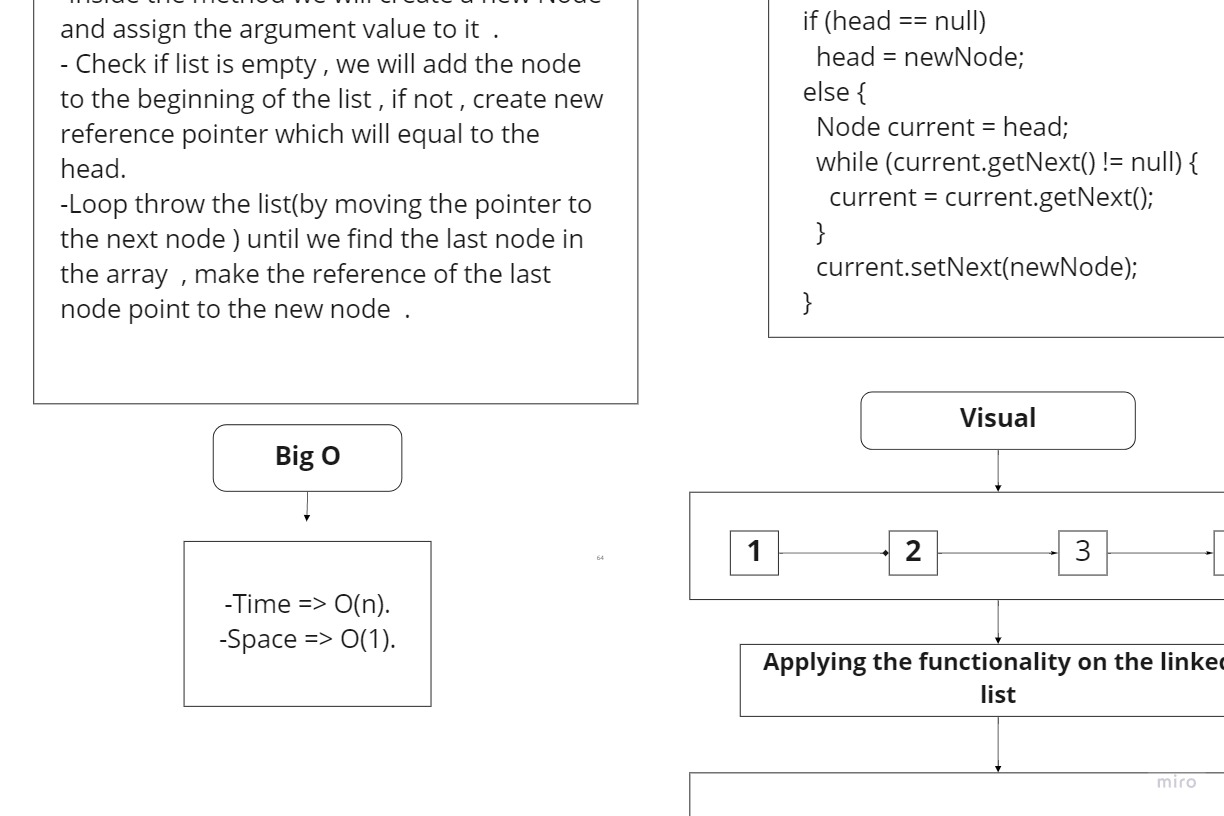 inside the method we will create a new Node
and assign the argument value to it .
- Check if list is empty , we will add the node
to the beginning of the list , if not , create new
reference pointer which will equal to the
head.
-Loop throw the list(by moving the pointer to
the next node ) until we find the last node in
the array , make the reference of the last
node point to the new node .
Big O
-Time => O(n).
-Space => O(1).
64
if (head == null)
head = newNode;
else {
Node current = head;
while (current.getNext() != null) {
current = current.getNext();
}
current.setNext(newNode);
}
Visual
1 2 3
Applying the functionality on the linked
list
miro